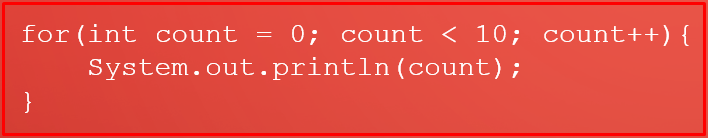 for(int count = 0; count < 10; count++){
    System.out.println(count);
}